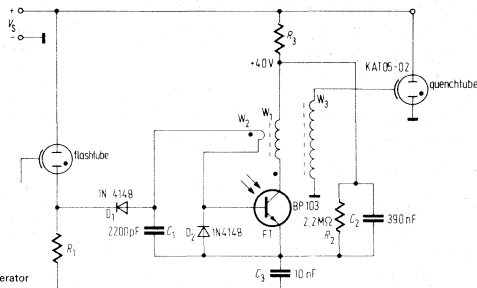 +
V_S
-
R_3
+40V
KAT05-02
quenchtube
W_3
W_1
W_2
flashtube
1N 4148
D_1
BP103
2200pF C_1
D_2 1N4148
FT
2,2MΩ
R_2
C_2 390nF
R_1
C_3 10nF
erator